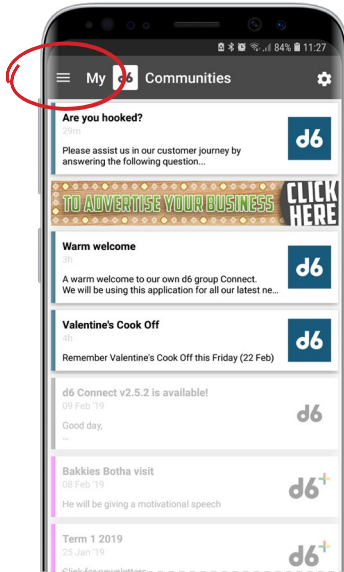 84% 11:27
My d6 Communities
Are you hooked?
29m
Please assist us in our customer journey by
answering the following question...
d6
TO ADVERTISE YOUR BUSINESS
CLICK
HERE
Warm welcome
3h
A warm welcome to our own d6 group Connect.
We will be using this application for all our latest ne...
d6
Valentine's Cook Off
4h
Remember Valentine's Cook Off this Friday (22 Feb)
d6
d6 Connect v2.5.2 is available!
09 Feb '19
Good day,
...
d6
Bakkies Botha visit
08 Feb '19
He will be giving a motivational speech
d6+
Term 1 2019
25 Jan '19
Click for newsletters
d6+